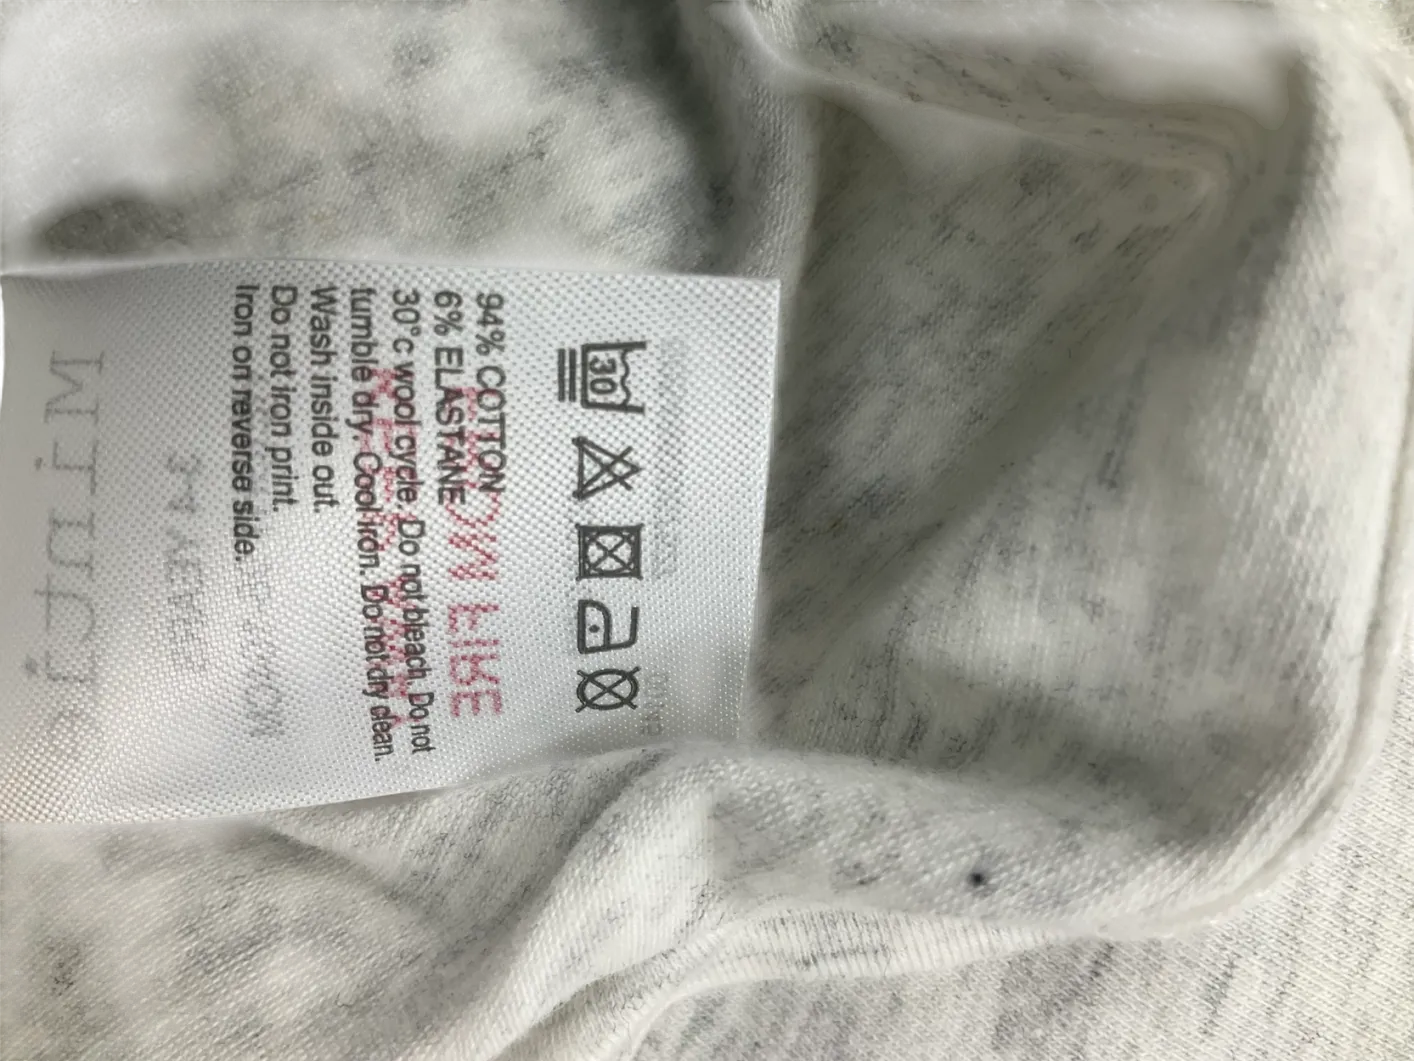 30
94% COTTON
6% ELASTANE
30°c wool cycle. Do not bleach. Do not
tumble dry. Cool iron. Do not dry clean.
Wash inside out.
Do not iron print.
Iron on reverse side.